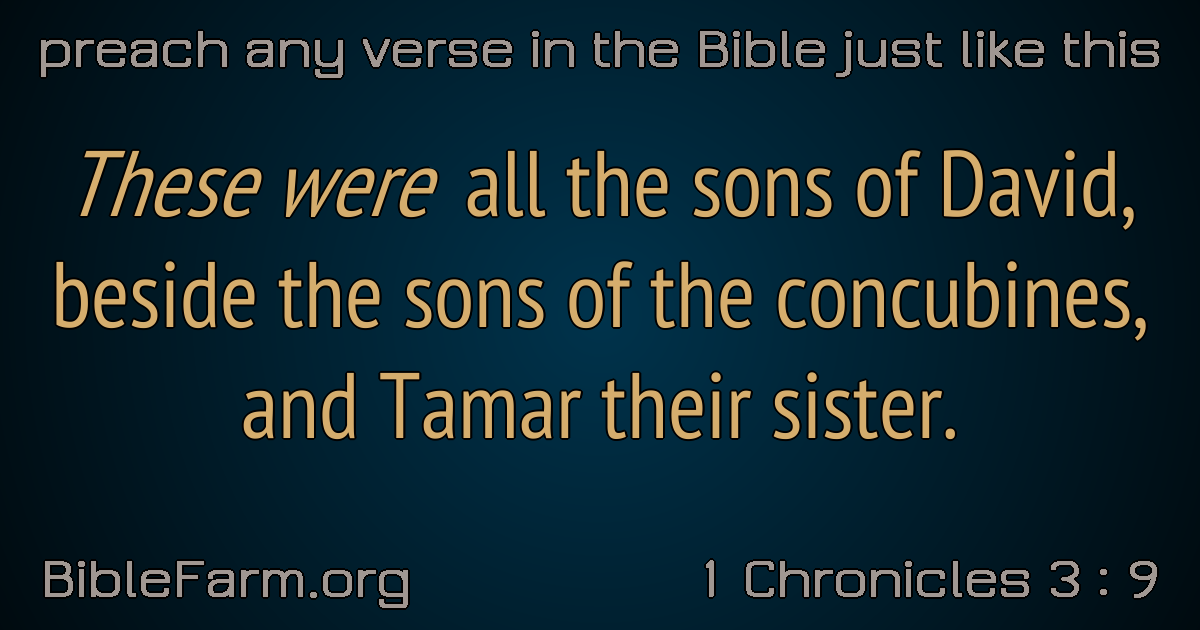 preach any verse in the Bible just like this
These were all the sons of David,
beside the sons of the concubines,
and Tamar their sister.
BibleFarm.org
1 Chronicles 3 : 9